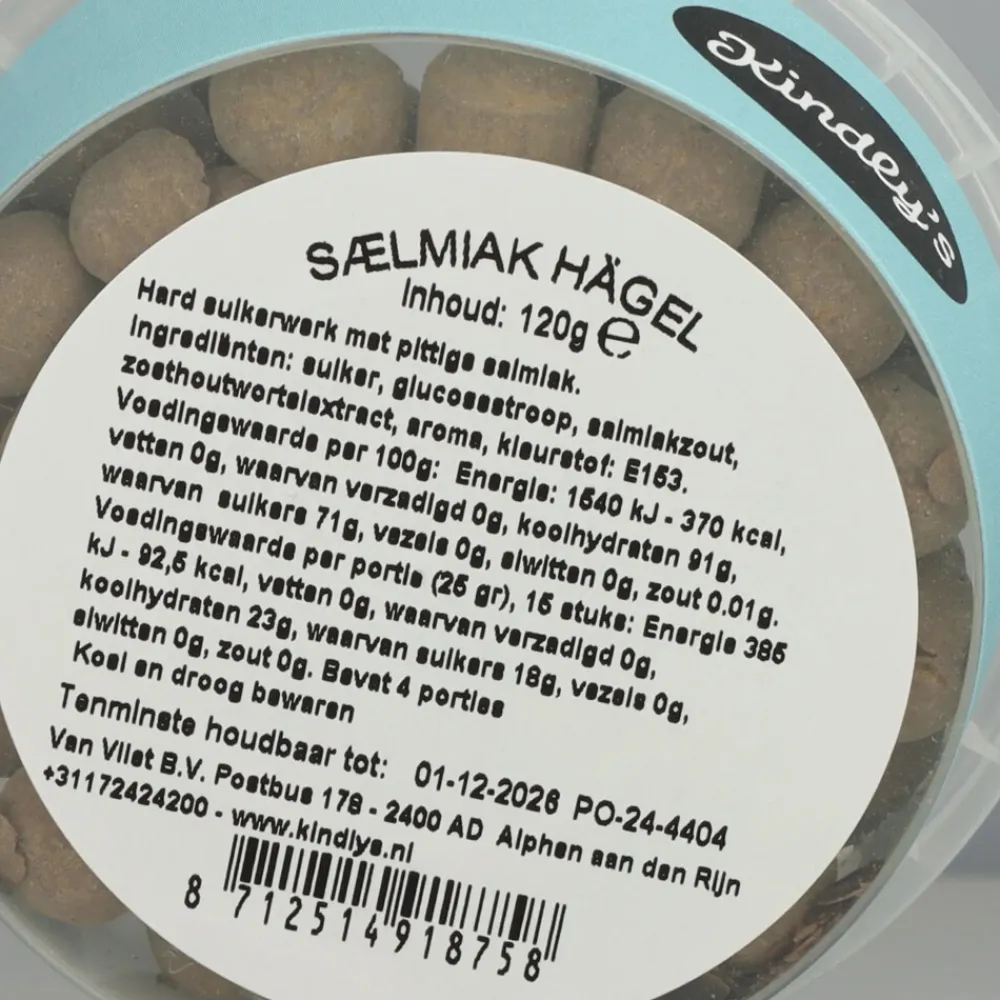 Kindly's
SÆLMIAK HÄGEL
Inhoud: 120g e
Hard suikerwerk met pittige salmiak.
Ingrediënten: suiker, glucosestroop, salmiakzout,
zoethoutwortelextract, aroma, kleurstof: E153.
Voedingswaarde per 100g: Energie: 1540 kJ - 370 kcal,
vetten 0g, waarvan verzadigd 0g, koolhydraten 91g,
waarvan suikers 71g, vezels 0g, eiwitten 0g, zout 0.01g.
Voedingswaarde per portie (25 gr), 15 stuks: Energie 385
kJ - 92,5 kcal, vetten 0g, waarvan verzadigd 0g,
koolhydraten 23g, waarvan suikers 18g, vezels 0g,
eiwitten 0g, zout 0g. Bevat 4 porties
Koel en droog bewaren
Tenminste houdbaar tot: 01-12-2026 PO-24-4404
Van Vliet B.V. Postbus 178 - 2400 AD Alphen aan den Rijn
+31172424200 - www.kindlys.nl
8 712514 918758